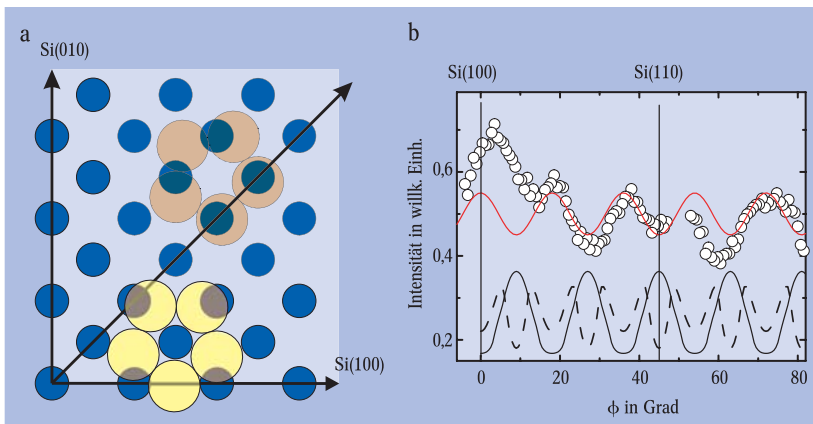 a
Si(010)
Si(100)
b
Si(100)
Si(110)
Intensität in willk. Einh.
0,6
0,4
0,2
0
20
40
60
80
ϕ in Grad